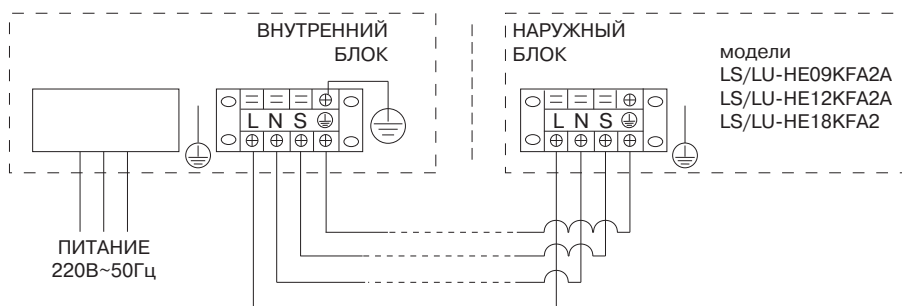 ВНУТРЕННИЙ
БЛОК
НАРУЖНЫЙ
БЛОК
модели
LS/LU-HE09KFA2A
LS/LU-HE12KFA2A
LS/LU-HE18KFA2
L N S
L N S
ПИТАНИЕ
220В~50Гц